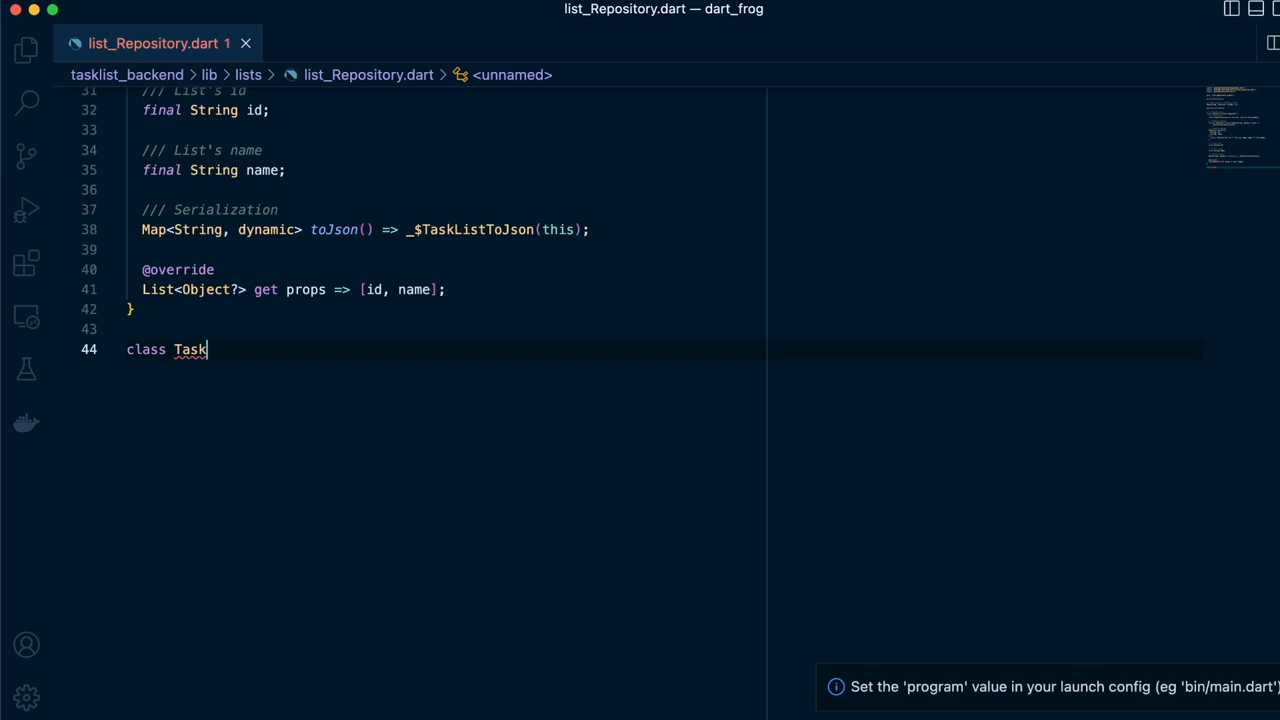 list_Repository.dart — dart_frog
list_Repository.dart 1
tasklist_backend > lib > lists > list_Repository.dart > <unnamed>
31 /// List's id
32 final String id;
33
34 /// List's name
35 final String name;
36
37 /// Serialization
38 Map<String, dynamic> toJson() => _$TaskListToJson(this);
39
40 @override
41 List<Object?> get props => [id, name];
42 }
43
44 class Task
Set the 'program' value in your launch config (eg 'bin/main.dart')